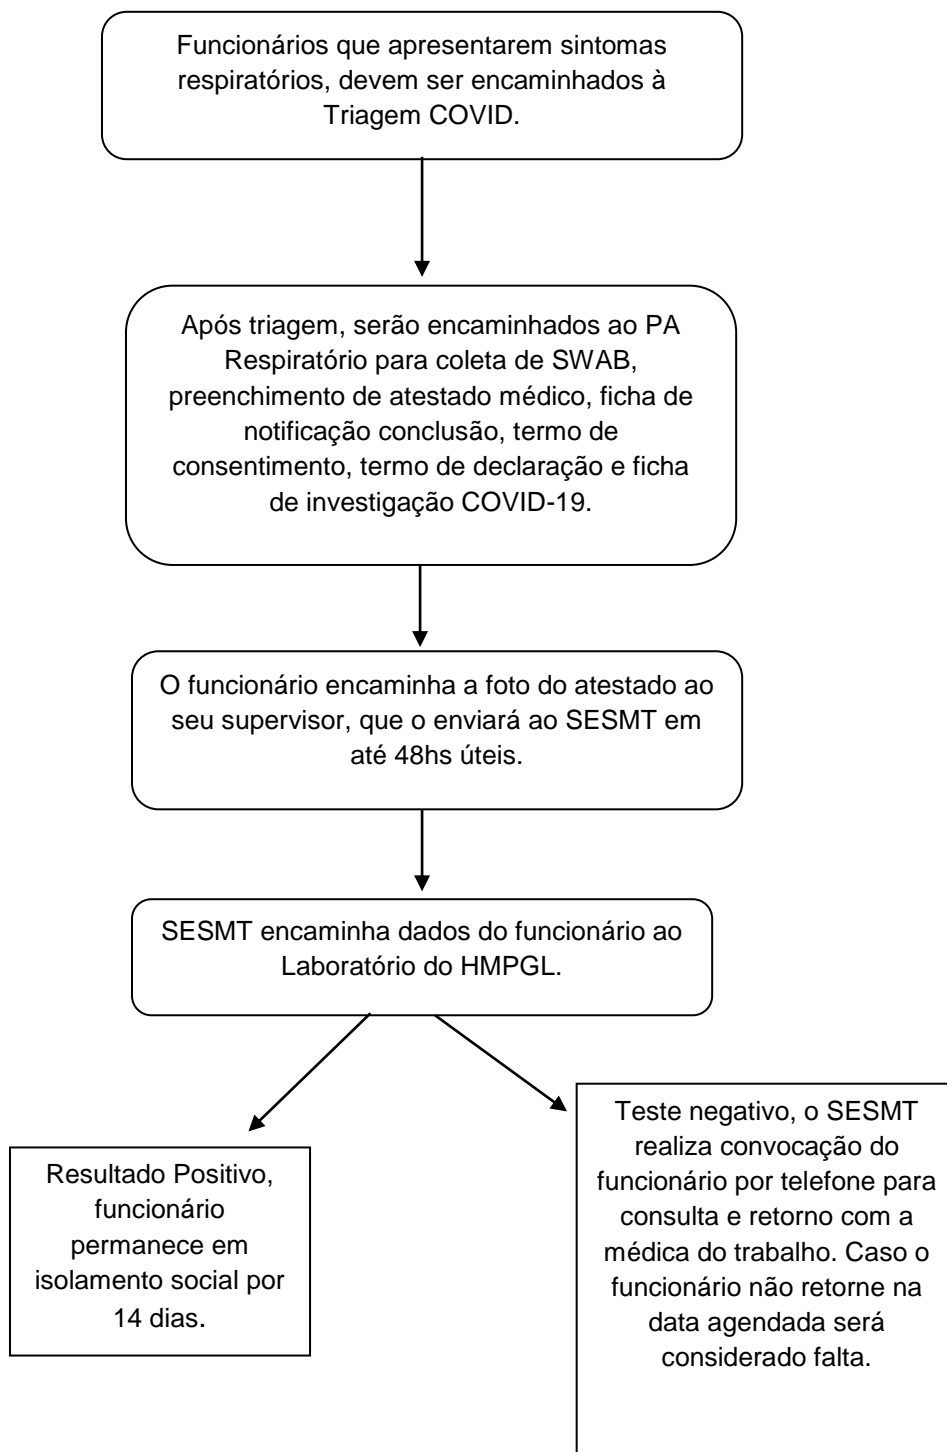 Funcionários que apresentarem sintomas
respiratórios, devem ser encaminhados à
Triagem COVID.
Após triagem, serão encaminhados ao PA
Respiratório para coleta de SWAB,
preenchimento de atestado médico, ficha de
notificação conclusão, termo de
consentimento, termo de declaração e ficha
de investigação COVID-19.
O funcionário encaminha a foto do atestado ao
seu supervisor, que o enviará ao SESMT em
até 48hs úteis.
SESMT encaminha dados do funcionário ao
Laboratório do HMPGL.
Resultado Positivo,
funcionário
permanece em
isolamento social por
14 dias.
Teste negativo, o SESMT
realiza convocação do
funcionário por telefone para
consulta e retorno com a
médica do trabalho. Caso o
funcionário não retorne na
data agendada será
considerado falta.